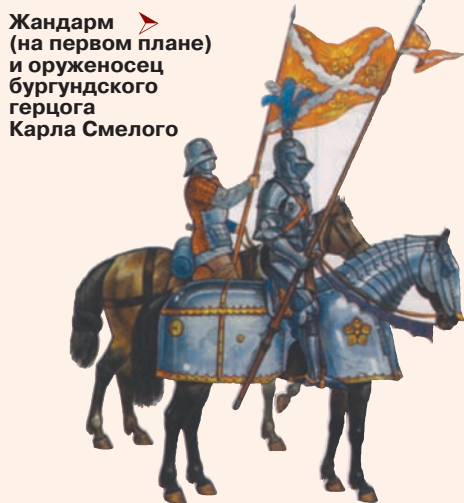 Жандарм
(на первом плане)
и оруженосец
бургундского
герцога
Карла Смелого